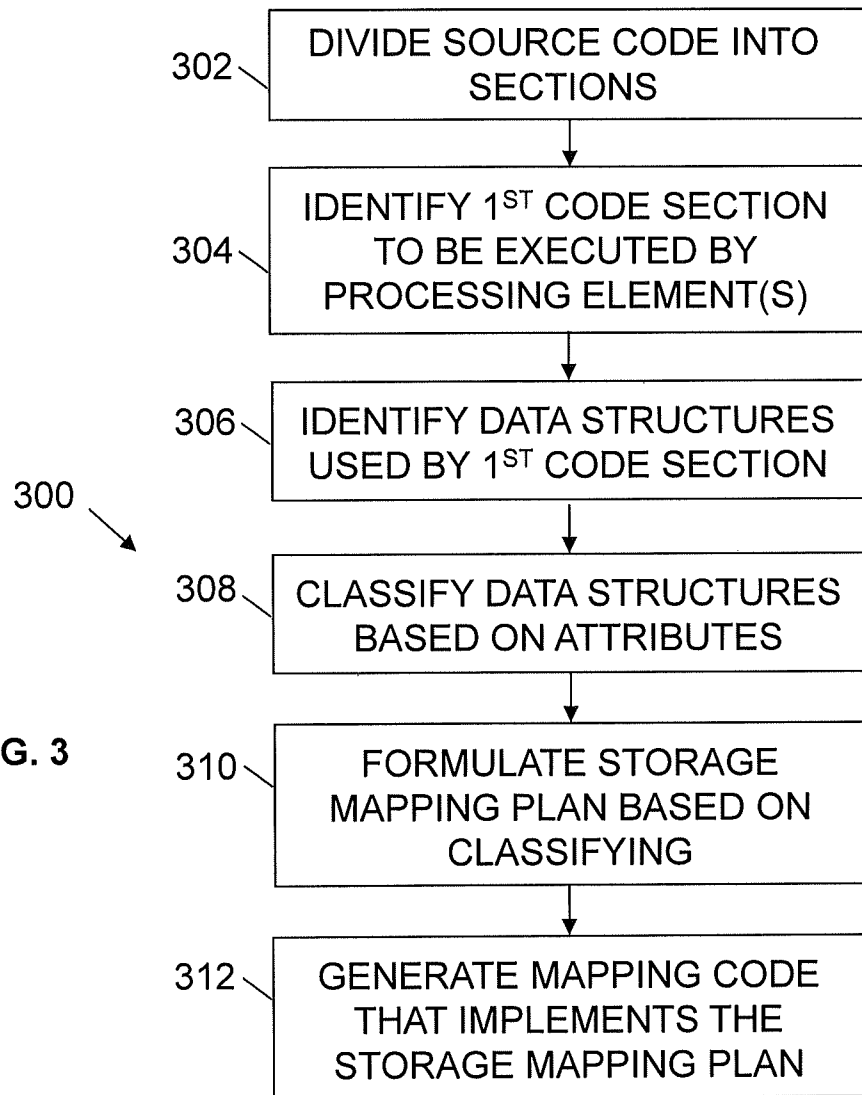 302
DIVIDE SOURCE CODE INTO
SECTIONS
304
IDENTIFY 1ST CODE SECTION
TO BE EXECUTED BY
PROCESSING ELEMENT(S)
306
IDENTIFY DATA STRUCTURES
USED BY 1ST CODE SECTION
300
308
CLASSIFY DATA STRUCTURES
BASED ON ATTRIBUTES
G. 3
310
FORMULATE STORAGE
MAPPING PLAN BASED ON
CLASSIFYING
312
GENERATE MAPPING CODE
THAT IMPLEMENTS THE
STORAGE MAPPING PLAN